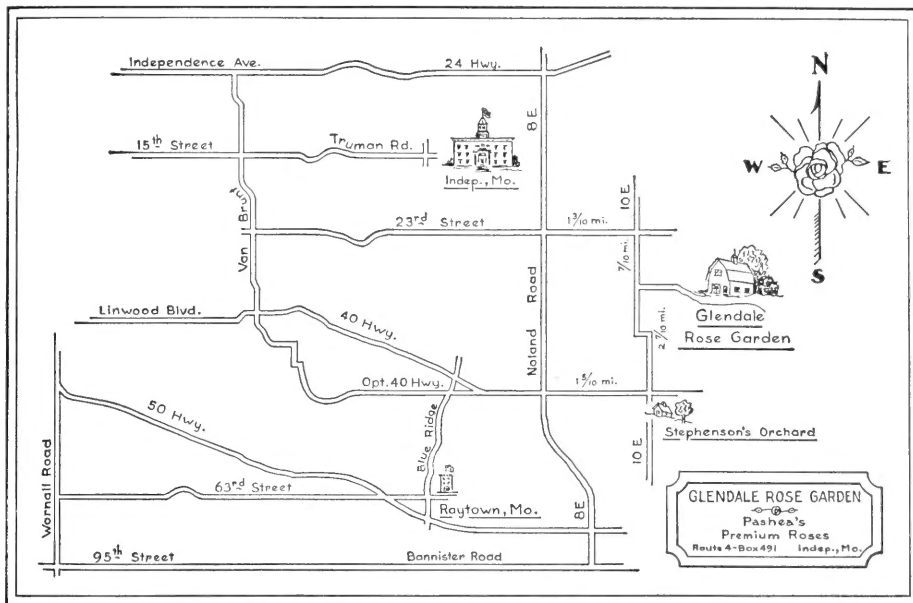 Independence Ave.
24 Hwy.
8 E
N
W
E
S
15th Street
Truman Rd.
Indep., Mo.
Van Brunt
23rd Street
1 3/10 mi.
10 E
7/10 mi.
Noland Road
Glendale
Rose Garden
2 7/10 mi.
Linwood Blvd.
40 Hwy.
Opt. 40 Hwy.
1 5/10 mi.
Stephenson's Orchard
10 E
Wornall Road
50 Hwy.
Blue Ridge
63rd Street
Raytown, Mo.
8E
95th Street
Bannister Road
GLENDALE ROSE GARDEN
Pashea's
Premium Roses
Route 4-Box 491 Indep., Mo.